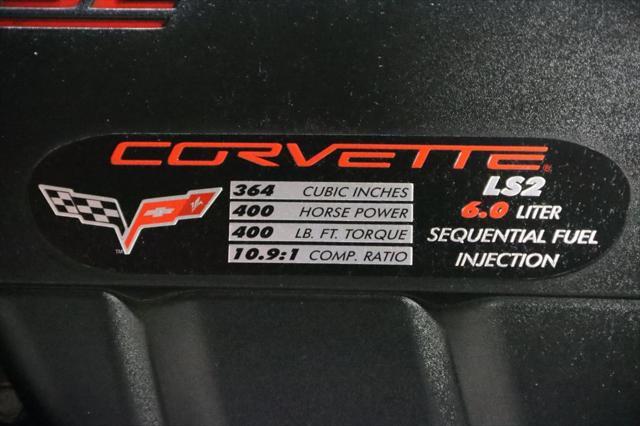 CORVETTE
364 CUBIC INCHES
400 HORSE POWER
400 LB. FT. TORQUE
10.9:1 COMP. RATIO
LS2
6.0 LITER
SEQUENTIAL FUEL
INJECTION
TM